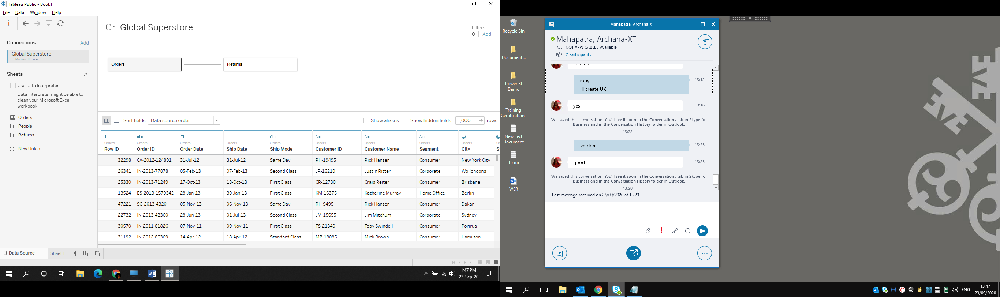 Tableau Public - Book1
File Data Window Help
Connections Add
Global Superstore
Microsoft Excel
Sheets
Use Data Interpreter
Data Interpreter might be able to
clean your Microsoft Excel
workbook.
Orders
People
Returns
New Union
Global Superstore
Filters
0 Add
Orders
Returns
Sort fields Data source order Show aliases Show hidden fields 1,000 rows
# Abc Abc Abc Abc Abc
Orders Orders Orders Orders Orders Orders Orders Orders Orders
Row ID Order ID Order Date Ship Date Ship Mode Customer ID Customer Name Segment City
32298 CA-2012-124891 31-Jul-12 31-Jul-12 Same Day RH-19495 Rick Hansen Consumer New York City
26341 IN-2013-77878 05-Feb-13 07-Feb-13 Second Class JR-16210 Justin Ritter Corporate Wollongong
25330 IN-2013-71249 17-Oct-13 18-Oct-13 First Class CR-12730 Craig Reiter Consumer Brisbane
13524 ES-2013-1579342 28-Jan-13 30-Jan-13 First Class KM-16375 Katherine Murray Home Office Berlin
47221 SG-2013-4320 05-Nov-13 06-Nov-13 Same Day RH-9495 Rick Hansen Consumer Dakar
22732 IN-2013-42360 28-Jun-13 01-Jul-13 Second Class JM-15655 Jim Mitchum Corporate Sydney
30570 IN-2011-81826 07-Nov-11 09-Nov-11 First Class TS-21340 Toby Swindell Consumer Porirua
31192 IN-2012-86369 14-Apr-12 18-Apr-12 Standard Class MB-18085 Mick Brown Consumer Hamilton
Data Source Sheet 1
1:47 PM
23-Sep-20
Recycle Bin
Document...
Power BI
Demo
Training
Certifications
New Text
Document
To do
WSR
Mahapatra, Archana-XT
Mahapatra, Archana-XT
NA - NOT APPLICABLE , Available
2 Participants
create 2
okay 13:12
I'll create UK
yes 13:16
We saved this conversation. You'll see it soon in the Conversations tab in Skype for
Business and in the Conversation History folder in Outlook.
13:22
Ive done it 13:23
good 13:23
We saved this conversation. You'll see it soon in the Conversations tab in Skype for
Business and in the Conversation History folder in Outlook.
13:28
Last message received on 23/09/2020 at 13:23.
ENG
13:47
23/09/2020